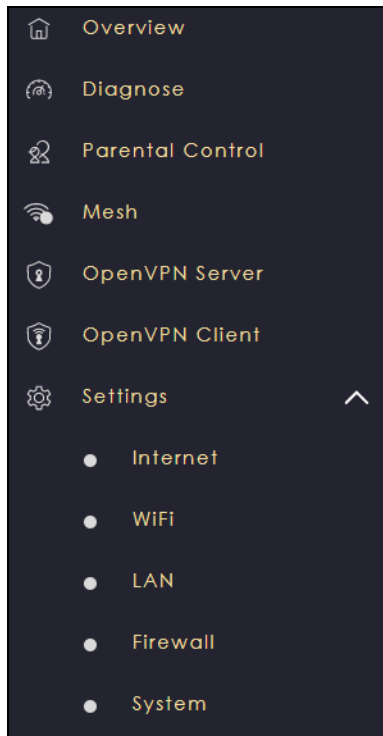 Overview
Diagnose
Parental Control
Mesh
OpenVPN Server
OpenVPN Client
Settings
Internet
WiFi
LAN
Firewall
System